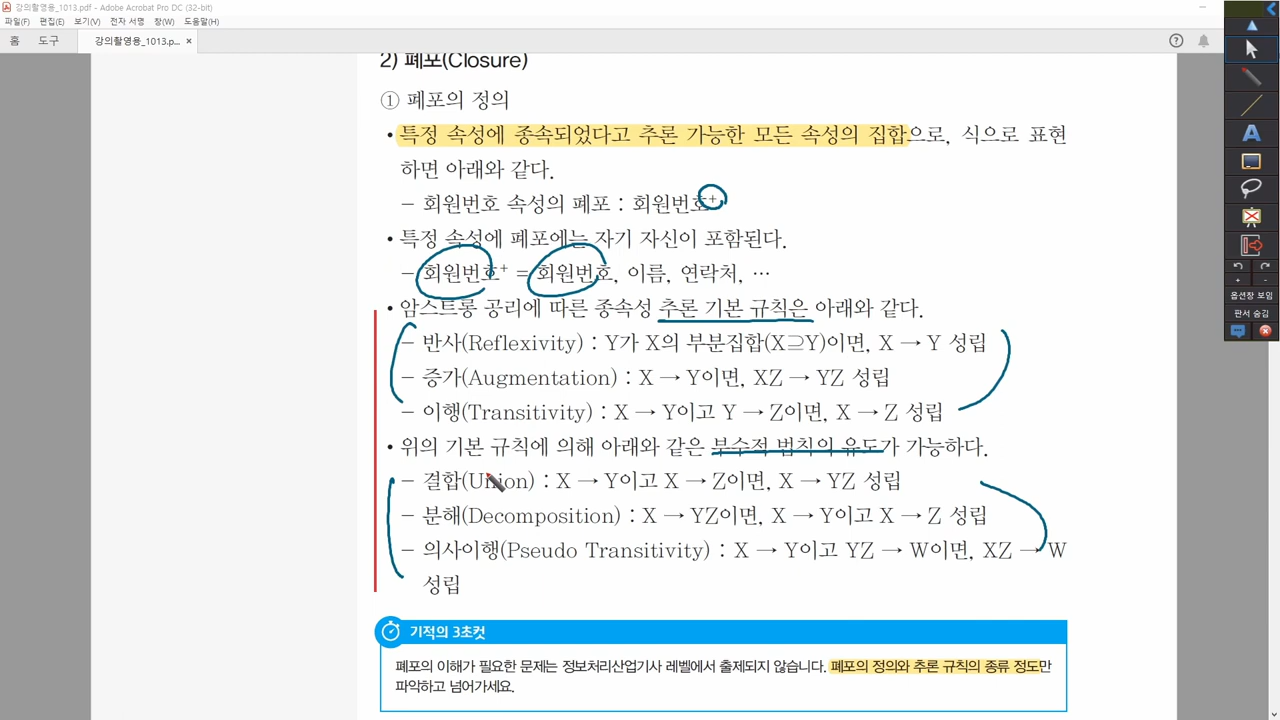 강의촬영용_1013.pdf - Adobe Acrobat Pro DC (32-bit)
파일(F) 편집(E) 보기(V) 전자 서명 창(W) 도움말(H)
홈 도구 강의촬영용_1013.p... ×
2) 폐포(Closure)
① 폐포의 정의
• 특정 속성에 종속되었다고 추론 가능한 모든 속성의 집합으로, 식으로 표현
하면 아래와 같다.
– 회원번호 속성의 폐포 : 회원번호⁺
• 특정 속성에 폐포에는 자기 자신이 포함된다.
– 회원번호⁺ = 회원번호, 이름, 연락처, …
• 암스트롱 공리에 따른 종속성 추론 기본 규칙은 아래와 같다.
– 반사(Reflexivity) : Y가 X의 부분집합(X⊇Y)이면, X → Y 성립
– 증가(Augmentation) : X → Y이면, XZ → YZ 성립
– 이행(Transitivity) : X → Y이고 Y → Z이면, X → Z 성립
• 위의 기본 규칙에 의해 아래와 같은 부수적 법칙의 유도가 가능하다.
– 결합(Union) : X → Y이고 X → Z이면, X → YZ 성립
– 분해(Decomposition) : X → YZ이면, X → Y이고 X → Z 성립
– 의사이행(Pseudo Transitivity) : X → Y이고 YZ → W이면, XZ → W
성립
기적의 3초컷
폐포의 이해가 필요한 문제는 정보처리산업기사 레벨에서 출제되지 않습니다. 폐포의 정의와 추론 규칙의 종류 정도만
파악하고 넘어가세요.
A
+ -
옵션장 보임
판서 숨김